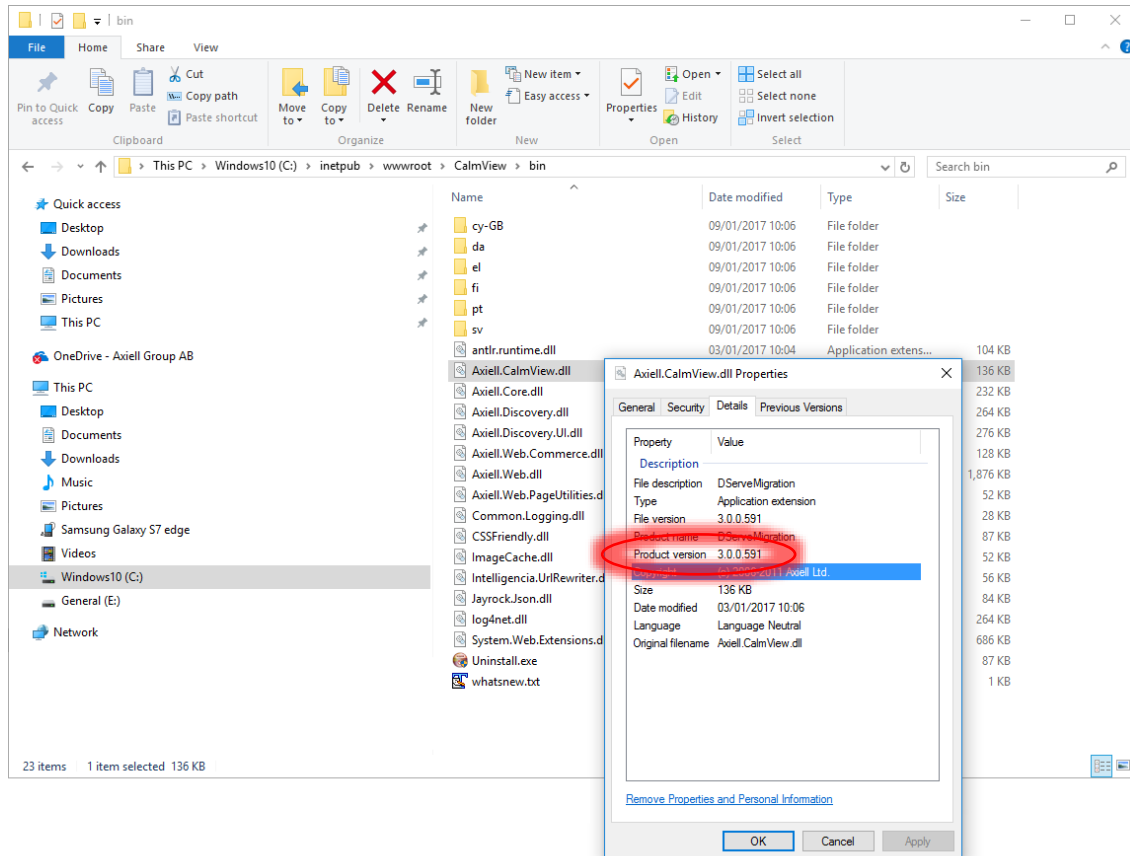 bin
File Home Share View
Pin to Quick access
Copy
Paste
Cut
Copy path
Paste shortcut
Clipboard
Move to
Copy to
Delete
Rename
Organize
New folder
New item
Easy access
New
Properties
Open
Edit
History
Open
Select all
Select none
Invert selection
Select
This PC > Windows10 (C:) > inetpub > wwwroot > CalmView > bin
Search bin
Quick access
Desktop
Downloads
Documents
Pictures
This PC
OneDrive - Axiell Group AB
This PC
Desktop
Documents
Downloads
Music
Pictures
Samsung Galaxy S7 edge
Videos
Windows10 (C:)
General (E:)
Network
Name Date modified Type Size
cy-GB 09/01/2017 10:06 File folder
da 09/01/2017 10:06 File folder
el 09/01/2017 10:06 File folder
fi 09/01/2017 10:06 File folder
pt 09/01/2017 10:06 File folder
sv 09/01/2017 10:06 File folder
antlr.runtime.dll 03/01/2017 10:04 Application extens... 104 KB
Axiell.CalmView.dll 136 KB
Axiell.Core.dll 232 KB
Axiell.Discovery.dll 264 KB
Axiell.Discovery.UI.dll 276 KB
Axiell.Web.Commerce.dll 128 KB
Axiell.Web.dll 1,876 KB
Axiell.Web.PageUtilities.d 52 KB
Common.Logging.dll 28 KB
CSSFriendly.dll 87 KB
ImageCache.dll 52 KB
Intelligencia.UrlRewriter.d 56 KB
Jayrock.Json.dll 84 KB
log4net.dll 264 KB
System.Web.Extensions.d 686 KB
Uninstall.exe 87 KB
whatsnew.txt 1 KB
Axiell.CalmView.dll Properties
General Security Details Previous Versions
Property Value
Description
File description DServeMigration
Type Application extension
File version 3.0.0.591
Product name DServeMigration
Product version 3.0.0.591
Copyright (c) 2006-2011 Axiell Ltd.
Size 136 KB
Date modified 03/01/2017 10:06
Language Language Neutral
Original filename Axiell.CalmView.dll
Remove Properties and Personal Information
OK Cancel Apply
23 items 1 item selected 136 KB